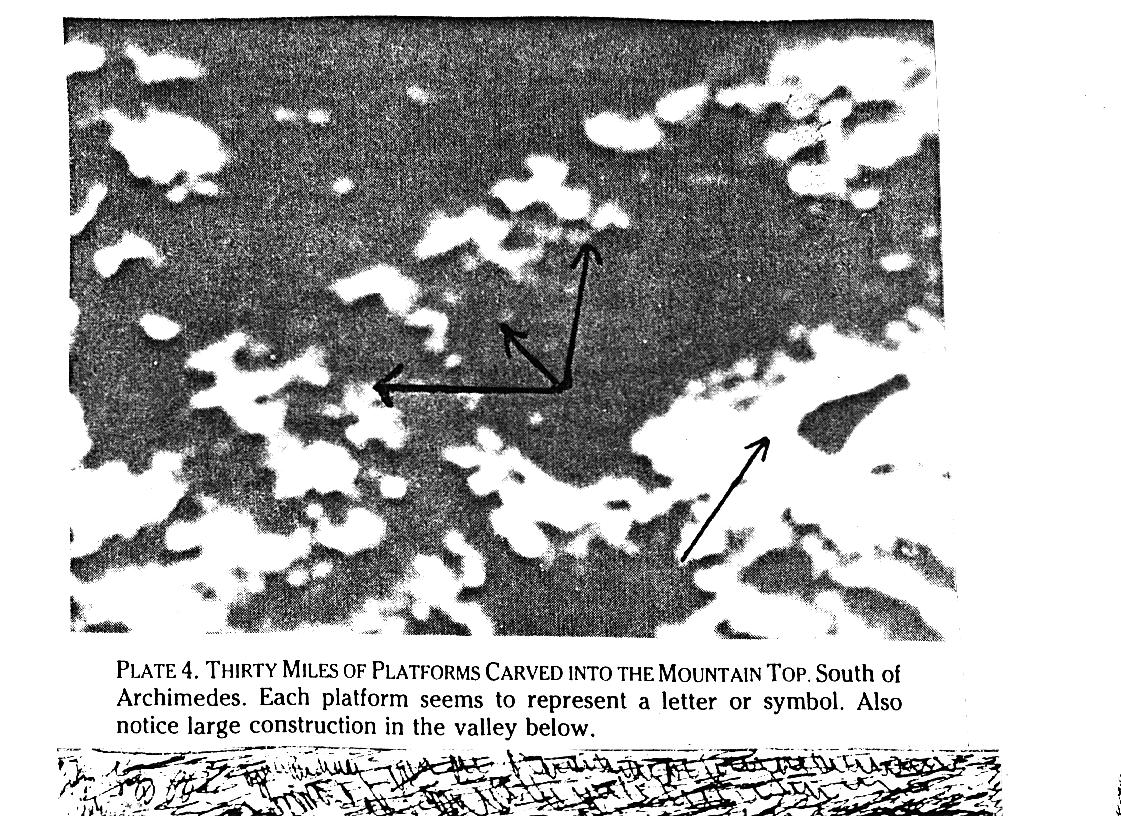 PLATE 4. THIRTY MILES OF PLATFORMS CARVED INTO THE MOUNTAIN TOP. South of
Archimedes. Each platform seems to represent a letter or symbol. Also
notice large construction in the valley below.